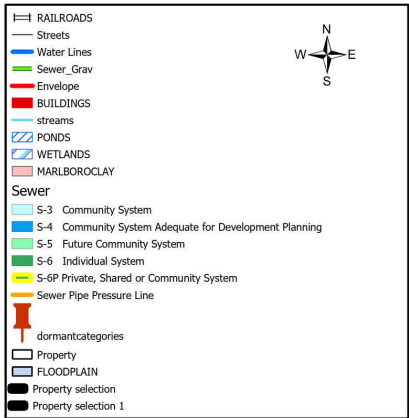 RAILROADS
Streets
Water Lines
Sewer_Grav
Envelope
BUILDINGS
streams
PONDS
WETLANDS
MARLBOROCLAY
Sewer
S-3 Community System
S-4 Community System Adequate for Development Planning
S-5 Future Community System
S-6 Individual System
S-6P Private, Shared or Community System
Sewer Pipe Pressure Line
dormantcategories
Property
FLOODPLAIN
Property selection
Property selection 1
N
W E
S